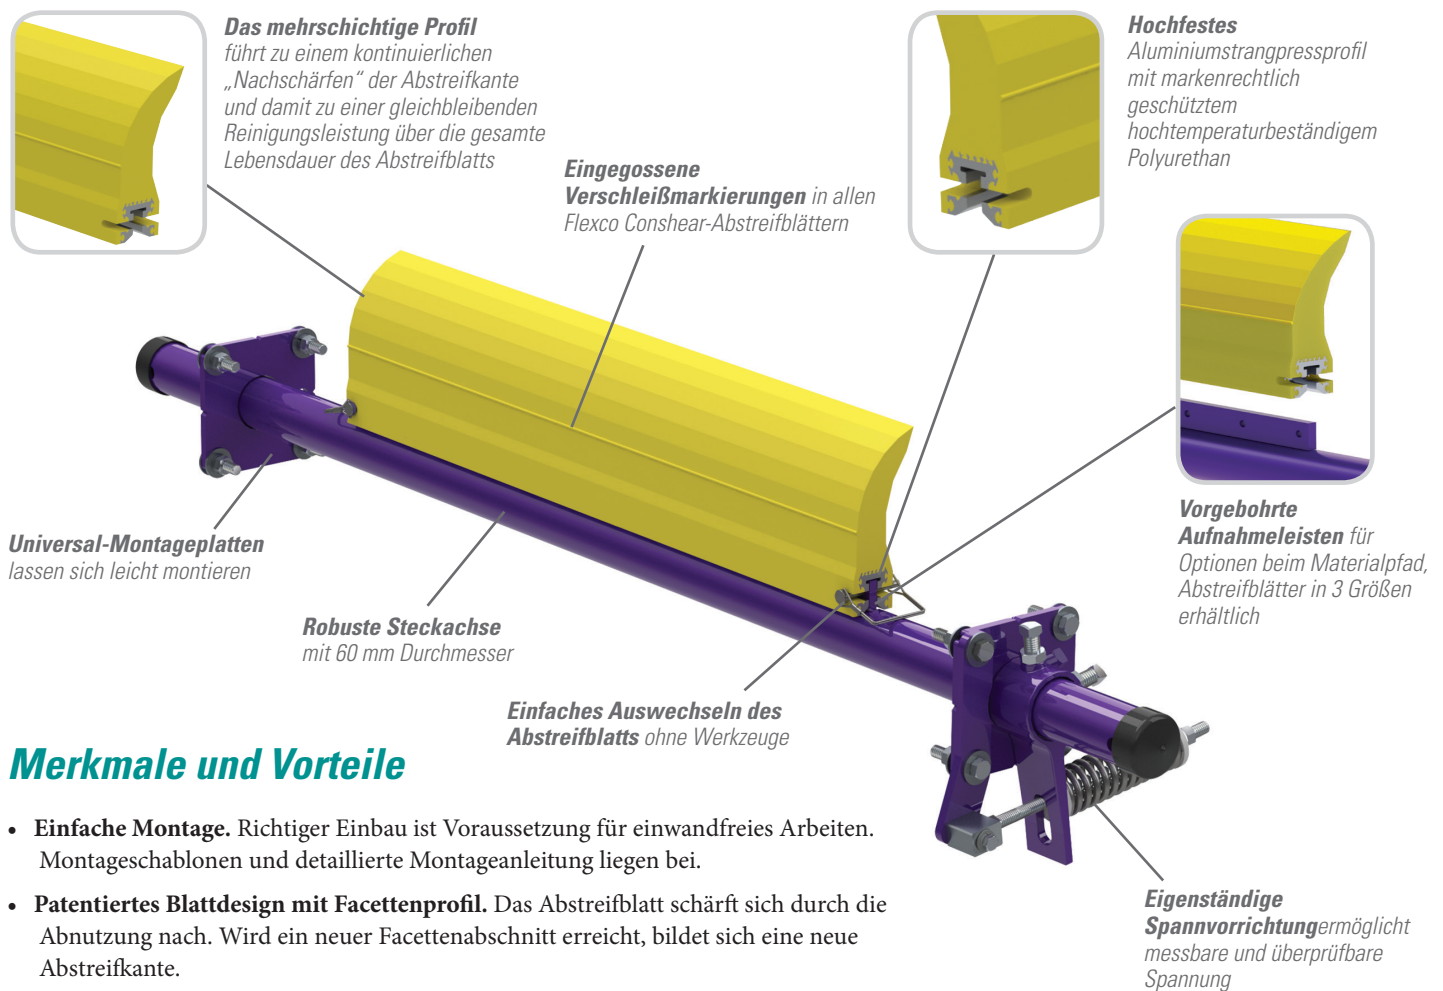 Das mehrschichtige Profil
führt zu einem kontinuierlichen
„Nachschärfen“ der Abstreifkante
und damit zu einer gleichbleibenden
Reinigungsleistung über die gesamte
Lebensdauer des Abstreifblatts
Eingegossene
Verschleißmarkierungen in allen
Flexco Conshear-Abstreifblättern
Hochfestes
Aluminiumstrangpressprofil
mit markenrechtlich
geschütztem
hochtemperaturbeständigem
Polyurethan
Vorgebohrte
Aufnahmeleisten für
Optionen beim Materialpfad,
Abstreifblätter in 3 Größen
erhältlich
Universal-Montageplatten
lassen sich leicht montieren
Robuste Steckachse
mit 60 mm Durchmesser
Einfaches Auswechseln des
Abstreifblatts ohne Werkzeuge
Merkmale und Vorteile
• Einfache Montage. Richtiger Einbau ist Voraussetzung für einwandfreies Arbeiten.
Montageschablonen und detaillierte Montageanleitung liegen bei.
• Patentiertes Blattdesign mit Facettenprofil. Das Abstreifblatt schärft sich durch die
Abnutzung nach. Wird ein neuer Facettenabschnitt erreicht, bildet sich eine neue
Abstreifkante.
Eigenständige
Spannvorrichtungermöglicht
messbare und überprüfbare
Spannung